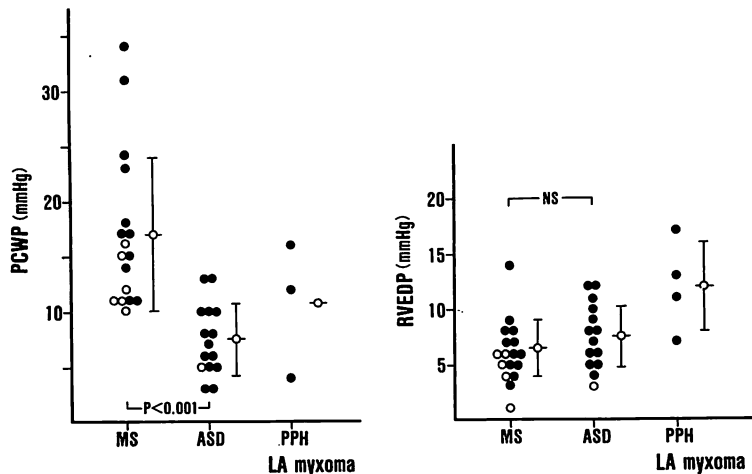 PCWP (mmHg)
30
20
10
P<0.001
MS
ASD
PPH
LA myxoma
RVEDP (mmHg)
20
15
10
5
NS
MS
ASD
PPH
LA myxoma